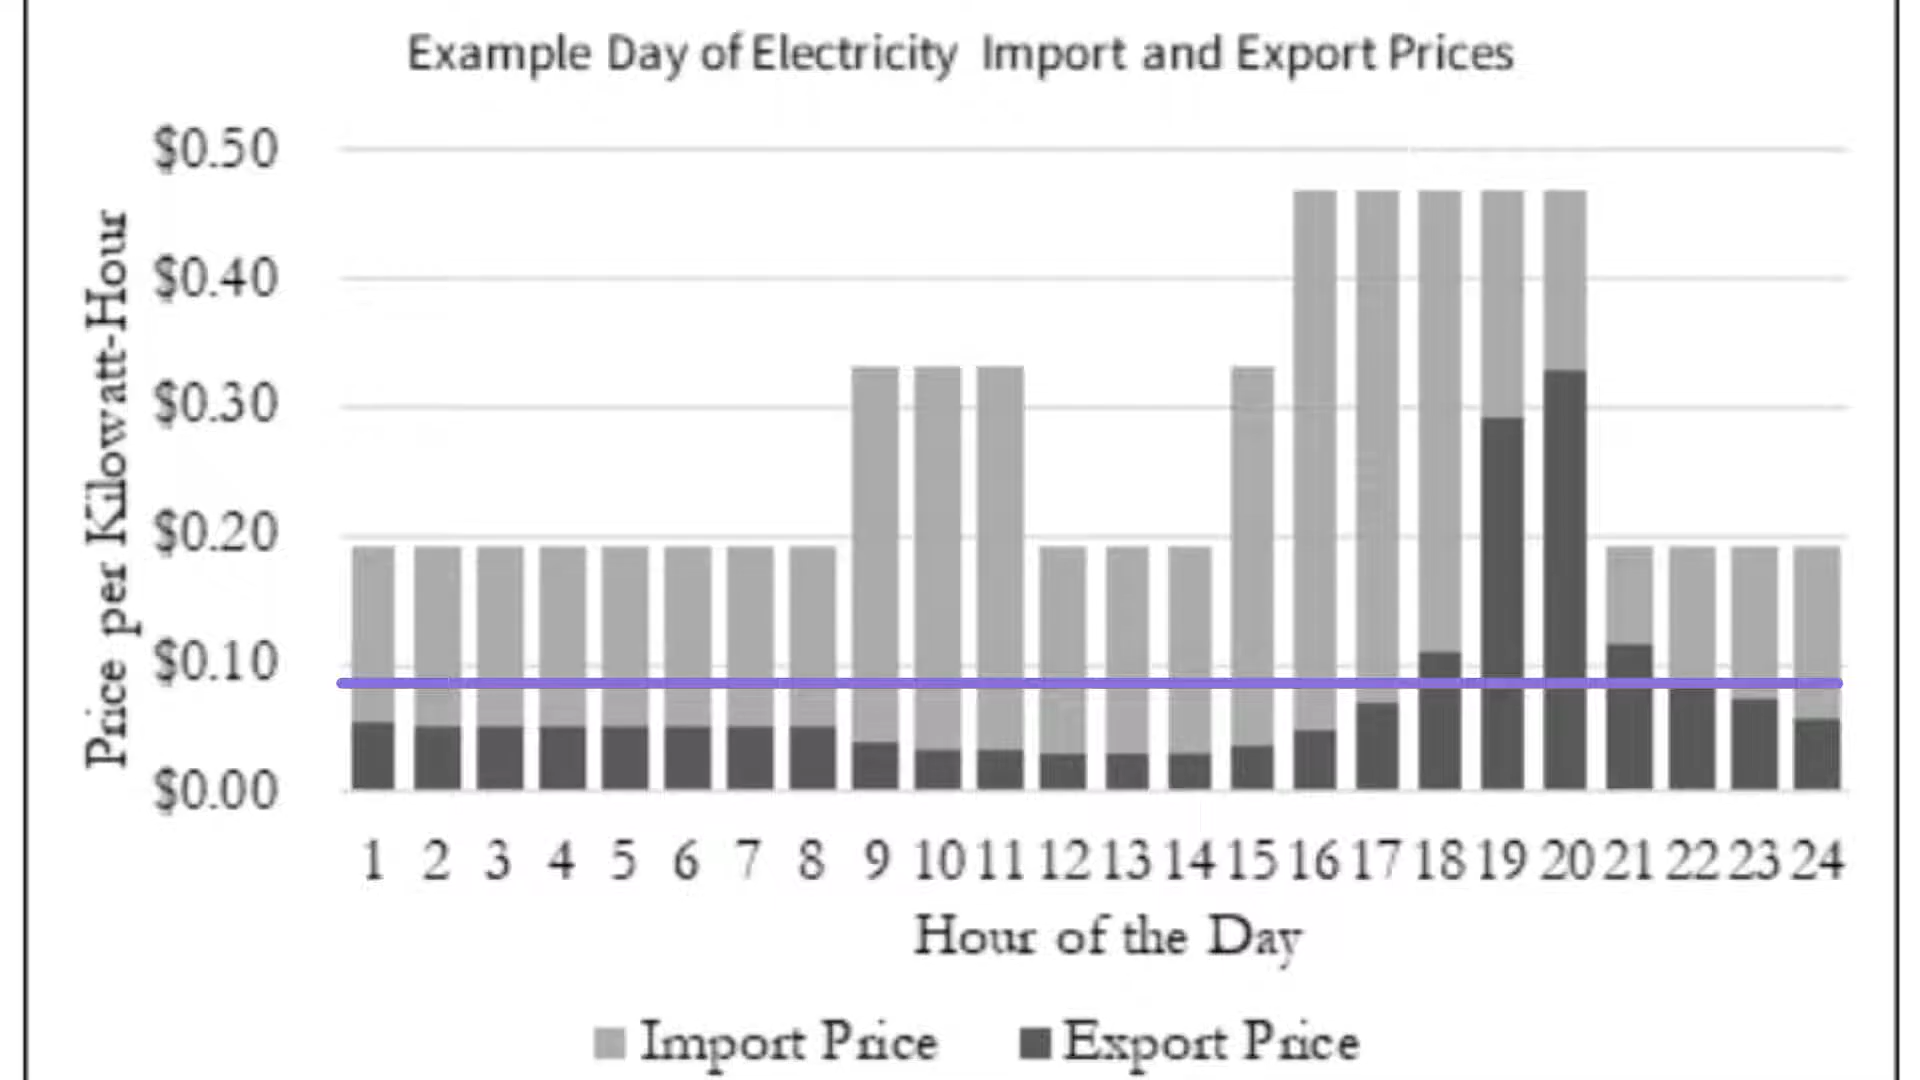 Example Day of Electricity Import and Export Prices
Price per Kilowatt-Hour
$0.50
$0.40
$0.30
$0.20
$0.10
$0.00
1 2 3 4 5 6 7 8 9 10 11 12 13 14 15 16 17 18 19 20 21 22 23 24
Hour of the Day
Import Price Export Price